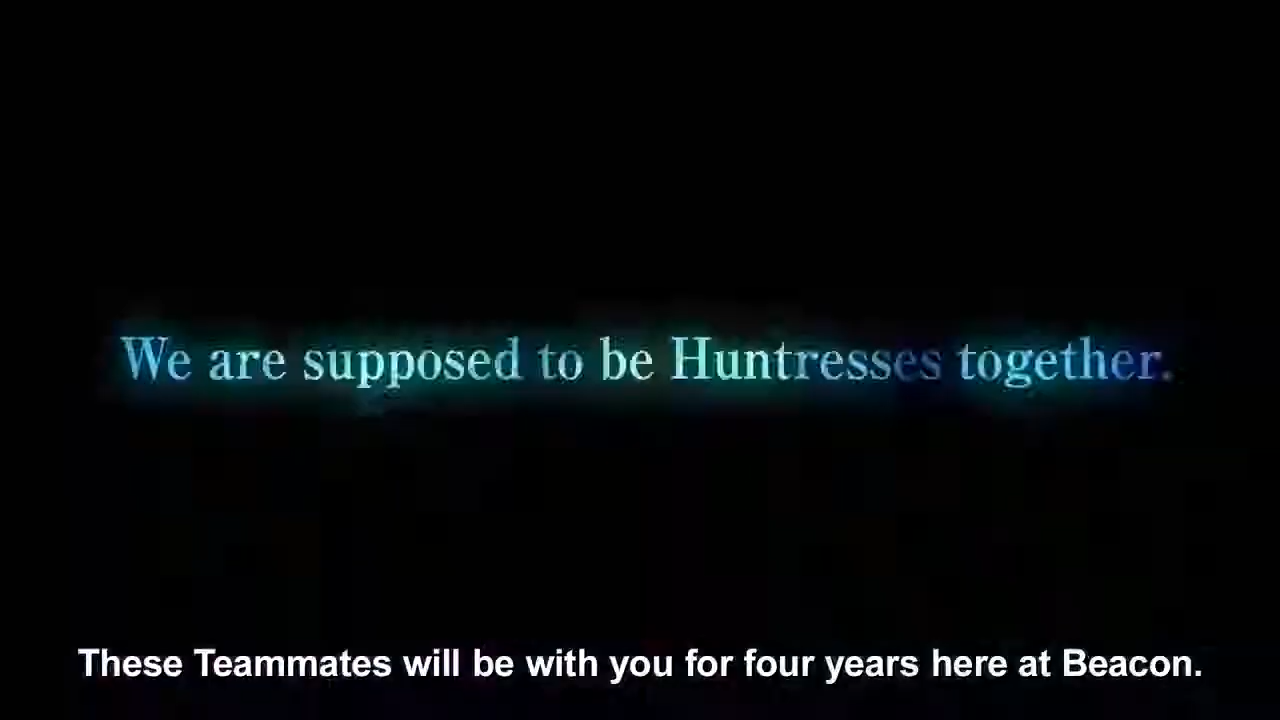 We are supposed to be Huntresses together.
These Teammates will be with you for four years here at Beacon.